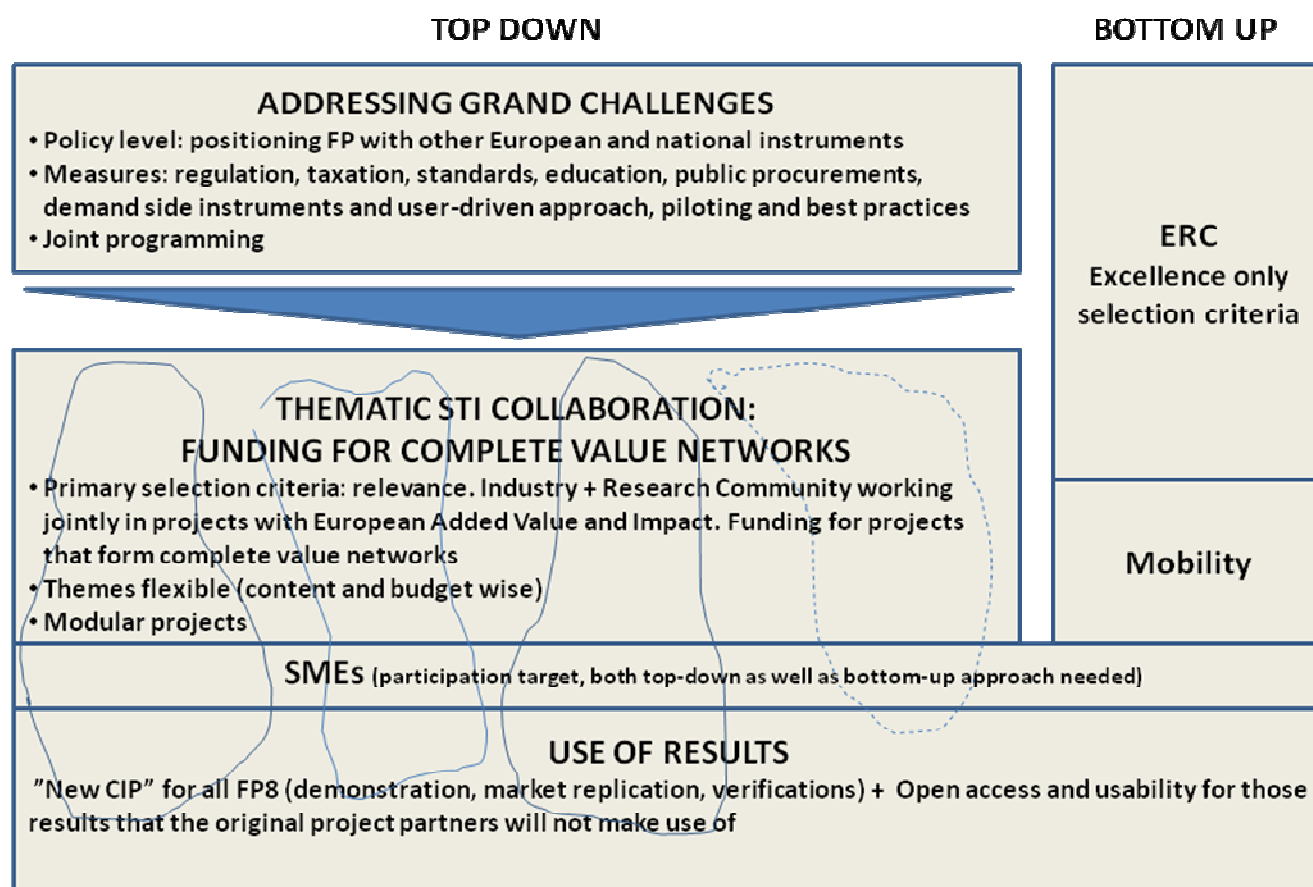 TOP DOWN
BOTTOM UP
ADDRESSING GRAND CHALLENGES
• Policy level: positioning FP with other European and national instruments
• Measures: regulation, taxation, standards, education, public procurements,
demand side instruments and user-driven approach, piloting and best practices
• Joint programming
ERC
Excellence only
selection criteria
THEMATIC STI COLLABORATION:
FUNDING FOR COMPLETE VALUE NETWORKS
• Primary selection criteria: relevance. Industry + Research Community working
jointly in projects with European Added Value and Impact. Funding for projects
that form complete value networks
• Themes flexible (content and budget wise)
• Modular projects
Mobility
SMEs (participation target, both top-down as well as bottom-up approach needed)
USE OF RESULTS
”New CIP” for all FP8 (demonstration, market replication, verifications) + Open access and usability for those
results that the original project partners will not make use of